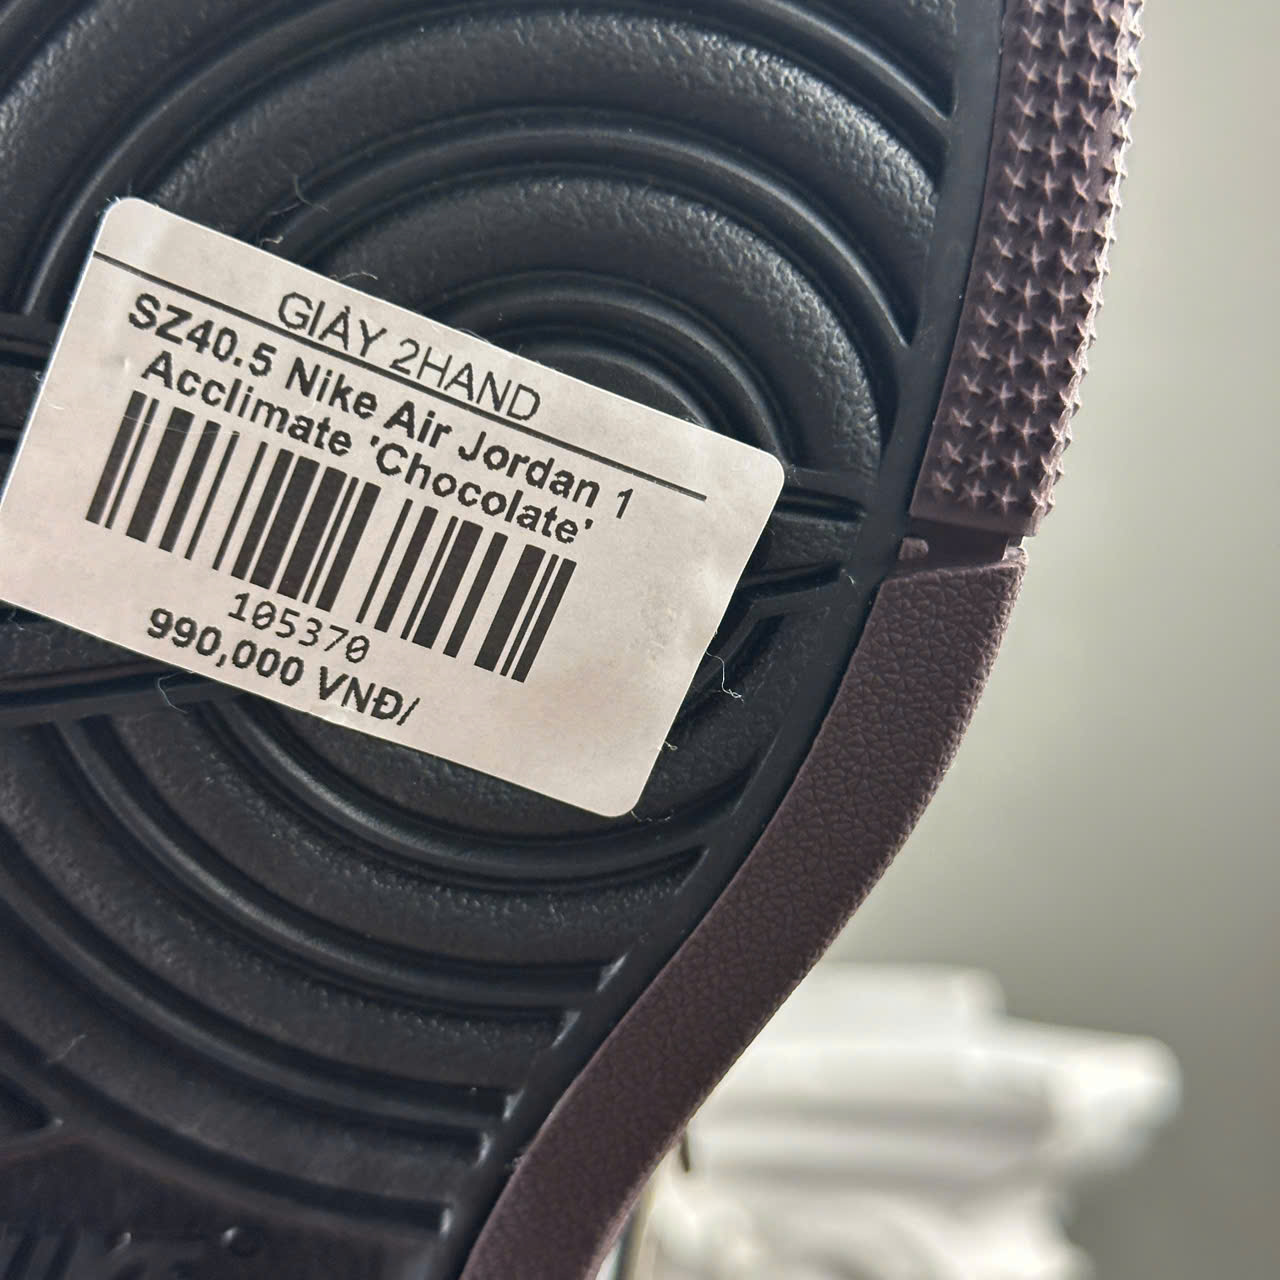 GIÀY 2HAND
SZ40.5 Nike Air Jordan 1
Acclimate 'Chocolate'
105370
990,000 VNĐ/